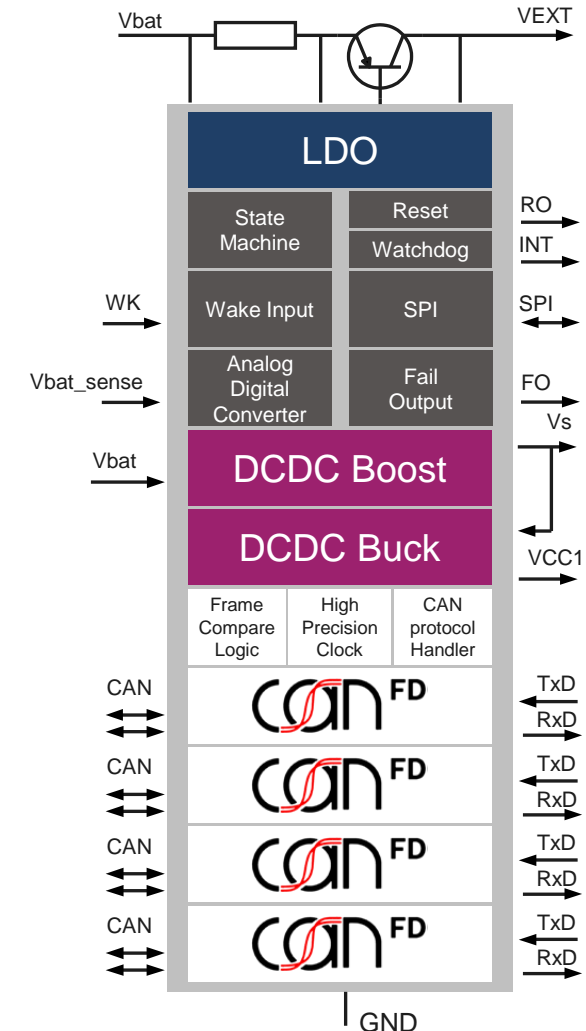 Vbat
VEXT
LDO
State
Machine
Reset
Watchdog
RO
INT
WK
Wake Input
SPI
SPI
Vbat_sense
Analog
Digital
Converter
Fail
Output
FO
Vs
Vbat
DCDC Boost
DCDC Buck
VCC1
Frame
Compare
Logic
High
Precision
Clock
CAN
protocol
Handler
CAN
can FD
TxD
RxD
CAN
can FD
TxD
RxD
CAN
can FD
TxD
RxD
CAN
can FD
TxD
RxD
GND